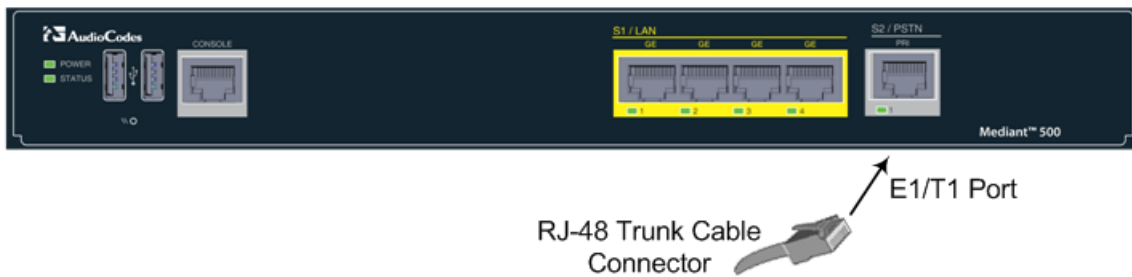 AudioCodes
POWER
STATUS
CONSOLE
S1 / LAN
GE GE GE GE
1 2 3 4
S2 / PSTN
PRI
1
Mediant™ 500
E1/T1 Port
RJ-48 Trunk Cable
Connector